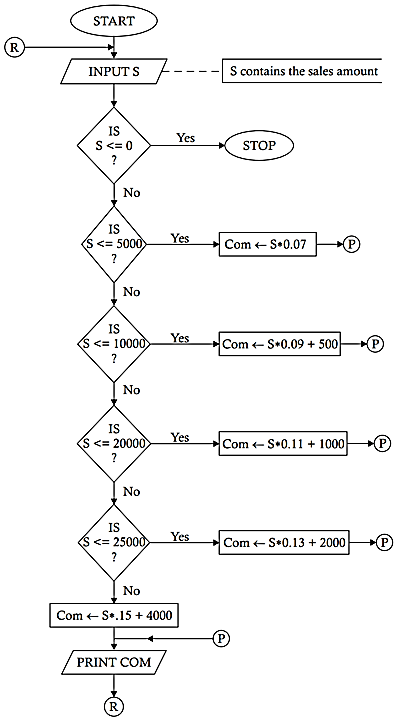 START
R
INPUT S
S contains the sales amount
IS
S <= 0
?
Yes
STOP
No
IS
S <= 5000
?
Yes
Com ← S*0.07
P
No
IS
S <= 10000
?
Yes
Com ← S*0.09 + 500
P
No
IS
S <= 20000
?
Yes
Com ← S*0.11 + 1000
P
No
IS
S <= 25000
?
Yes
Com ← S*0.13 + 2000
P
No
Com ← S*.15 + 4000
P
PRINT COM
R